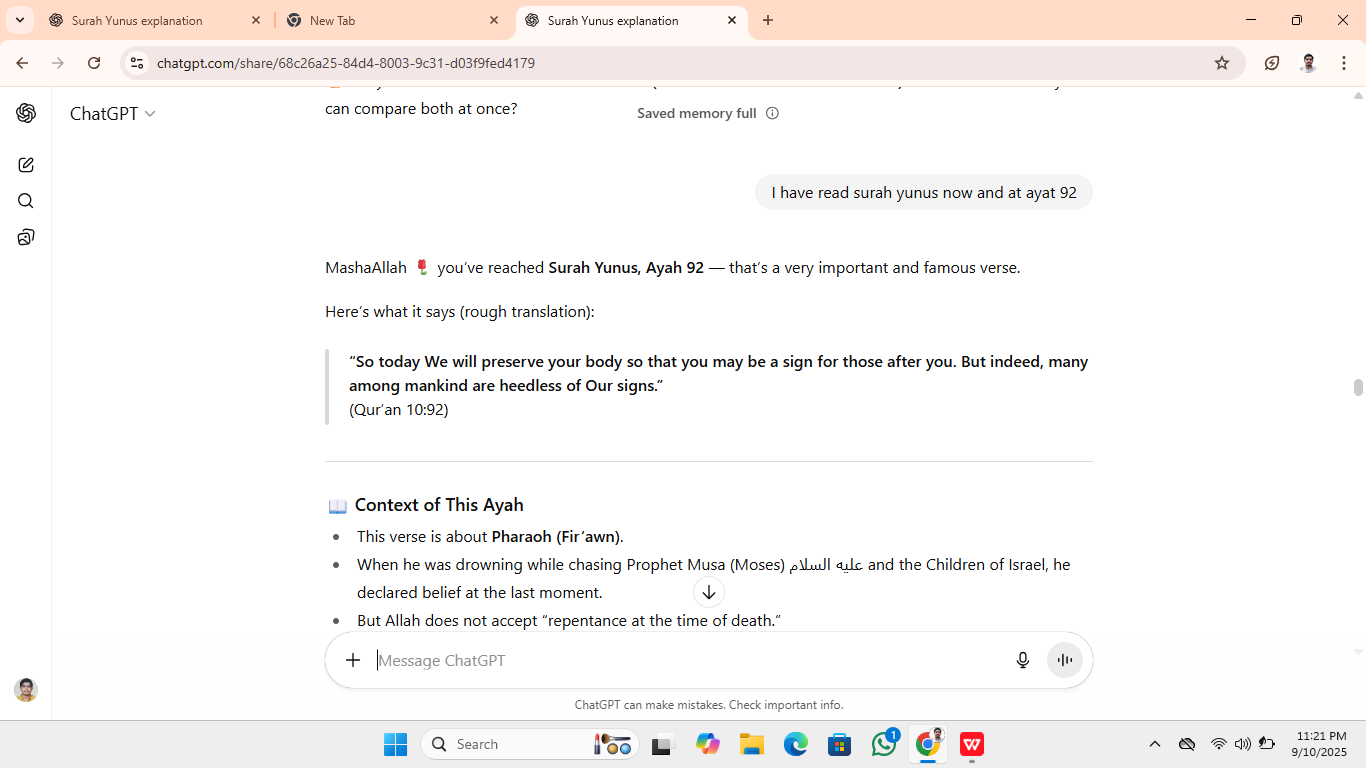 Surah Yunus explanation
New Tab
Surah Yunus explanation
chatgpt.com/share/68c26a25-84d4-8003-9c31-d03f9fed4179
ChatGPT
can compare both at once?
Saved memory full
I have read surah yunus now and at ayat 92
MashaAllah 🌹 you’ve reached Surah Yunus, Ayah 92 — that’s a very important and famous verse.
Here’s what it says (rough translation):
“So today We will preserve your body so that you may be a sign for those after you. But indeed, many
among mankind are heedless of Our signs.”
(Qur’an 10:92)
📖 Context of This Ayah
• This verse is about Pharaoh (Fir‘awn).
• When he was drowning while chasing Prophet Musa (Moses) عليه السلام and the Children of Israel, he
declared belief at the last moment.
• But Allah does not accept “repentance at the time of death.”
Message ChatGPT
ChatGPT can make mistakes. Check important info.
Search
1
11:21 PM
9/10/2025